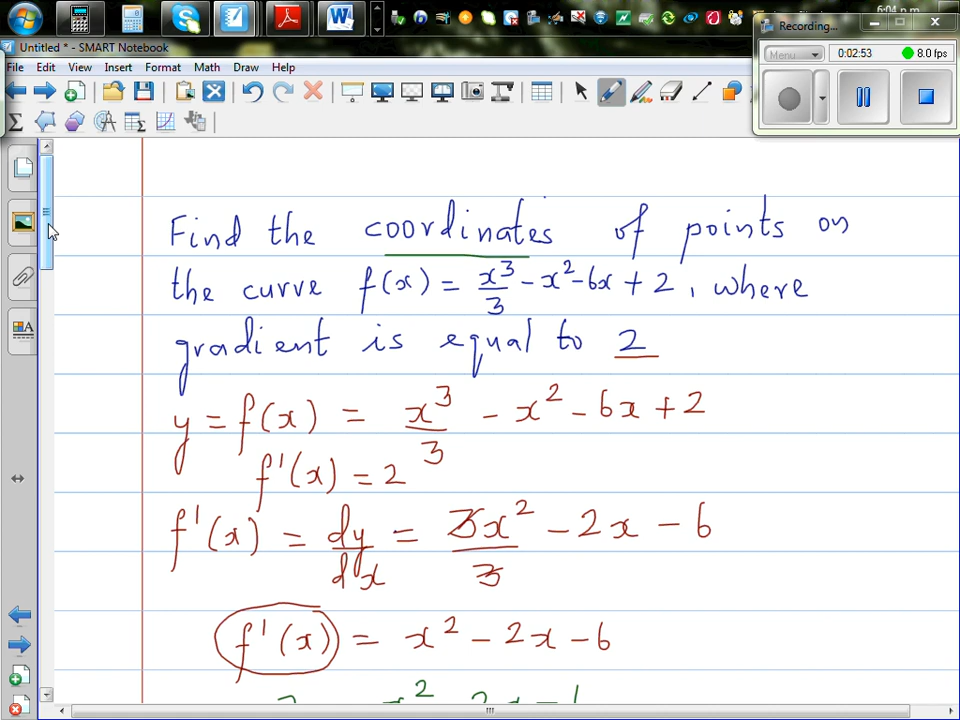 6:04 p.m.
Recording...
Untitled * - SMART Notebook
Menu
0:02:53
8.0 fps
File Edit View Insert Format Math Draw Help
Find the coordinates of points on
the curve f(x) = x³/3 - x² - 6x + 2, where
gradient is equal to 2
y = f(x) = x³/3 - x² - 6x + 2
f'(x) = 2
f'(x) = dy/dx = 3x²/3 - 2x - 6
f'(x) = x² - 2x - 6